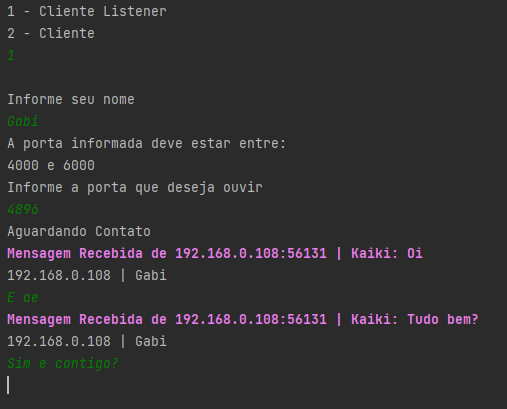 1 - Cliente Listener
2 - Cliente
1
Informe seu nome
Gabi
A porta informada deve estar entre:
4000 e 6000
Informe a porta que deseja ouvir
4896
Aguardando Contato
Mensagem Recebida de 192.168.0.108:56131 | Kaiki: Oi
192.168.0.108 | Gabi
E ae
Mensagem Recebida de 192.168.0.108:56131 | Kaiki: Tudo bem?
192.168.0.108 | Gabi
Sim e contigo?